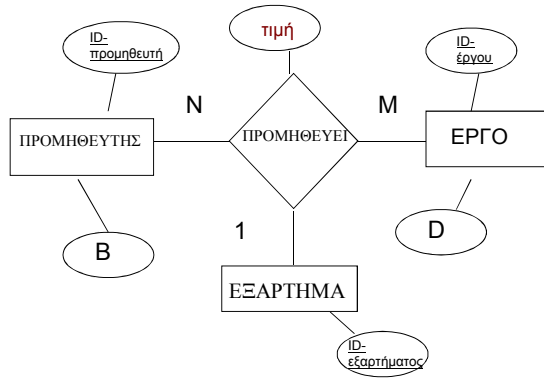 ID-
προμηθευτή
τιμή
ID-
έργου
N
M
ΠΡΟΜΗΘΕΥΤΗΣ
ΠΡΟΜΗΘΕΥΕΙ
ΕΡΓΟ
B
1
D
ΕΞΑΡΤΗΜΑ
ID-
εξαρτήματος